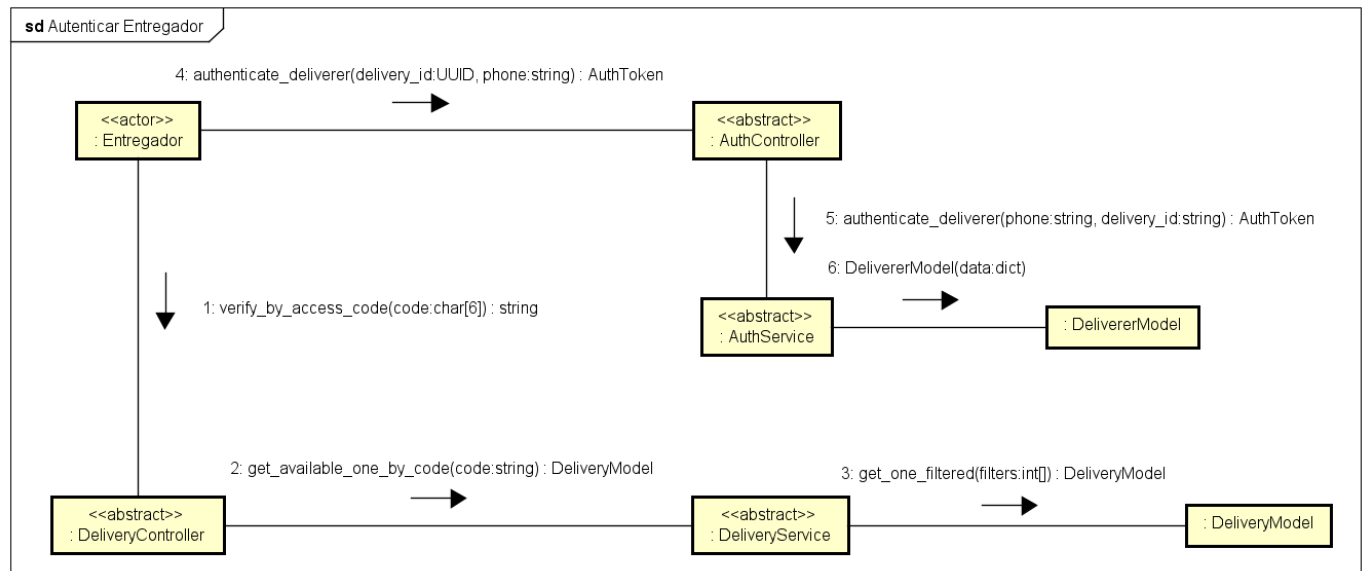 sd Autenticar Entregador
4: authenticate_deliverer(delivery_id:UUID, phone:string) : AuthToken
<<actor>>
: Entregador
<<abstract>>
: AuthController
5: authenticate_deliverer(phone:string, delivery_id:string) : AuthToken
6: DelivererModel(data:dict)
1: verify_by_access_code(code:char[6]) : string
<<abstract>>
: AuthService
: DelivererModel
2: get_available_one_by_code(code:string) : DeliveryModel
3: get_one_filtered(filters:int[]) : DeliveryModel
<<abstract>>
: DeliveryController
<<abstract>>
: DeliveryService
: DeliveryModel